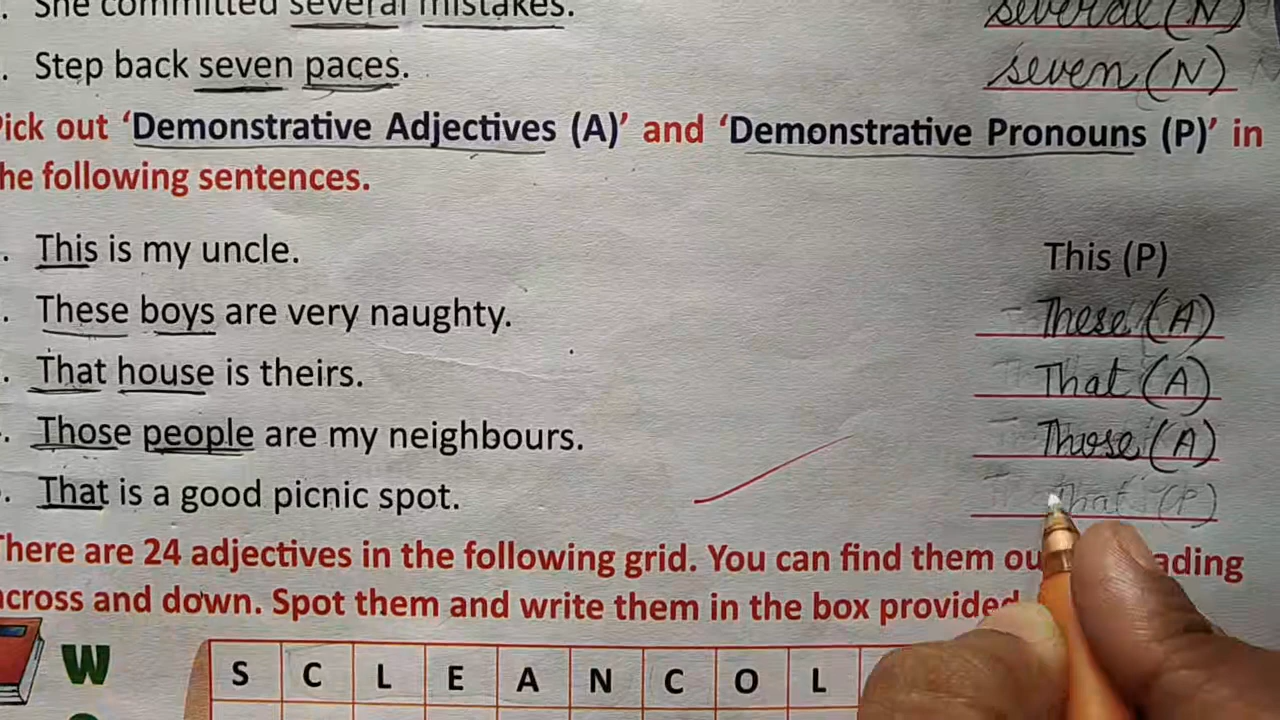 . She committed several mistakes. several (N)
. Step back seven paces. seven (N)
Pick out 'Demonstrative Adjectives (A)' and 'Demonstrative Pronouns (P)' in
the following sentences.
. This is my uncle. This (P)
. These boys are very naughty. These (A)
. That house is theirs. That (A)
. Those people are my neighbours. Those (A)
. That is a good picnic spot. That (P)
There are 24 adjectives in the following grid. You can find them out
across and down. Spot them and write them in the box provided
W
S C L E A N C O L